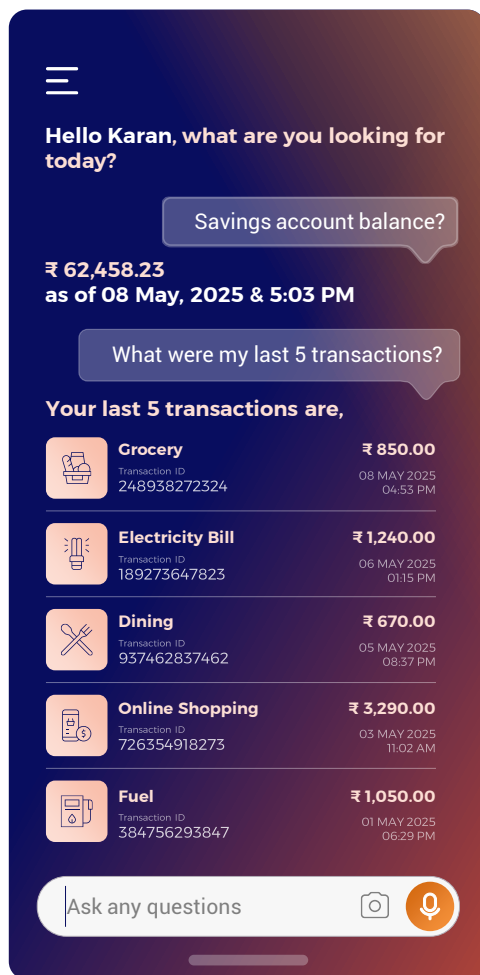 Hello Karan, what are you looking for
today?
Savings account balance?
₹ 62,458.23
as of 08 May, 2025 & 5:03 PM
What were my last 5 transactions?
Your last 5 transactions are,
Grocery
₹ 850.00
Transaction ID
248938272324
08 MAY 2025
04:53 PM
Electricity Bill
₹ 1,240.00
Transaction ID
189273647823
06 MAY 2025
01:15 PM
Dining
₹ 670.00
Transaction ID
937462837462
05 MAY 2025
08:37 PM
Online Shopping
₹ 3,290.00
Transaction ID
726354918273
03 MAY 2025
11:02 AM
Fuel
₹ 1,050.00
Transaction ID
384756293847
01 MAY 2025
06:29 PM
Ask any questions